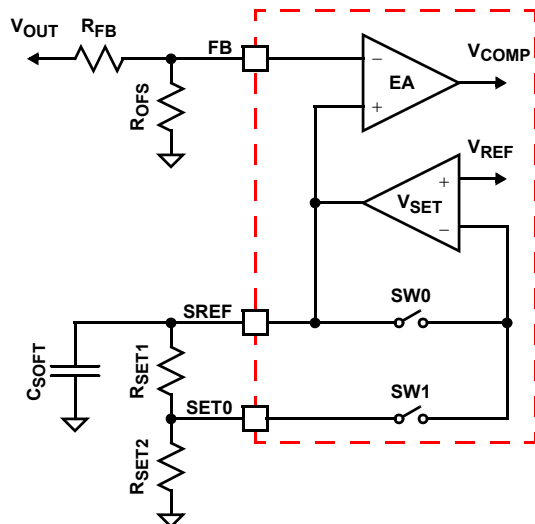 VOUT
RFB
FB
−
EA
VCOMP
+
ROFS
VREF
+
VSET
−
SREF
SW0
CSOFT
RSET1
SET0
SW1
RSET2